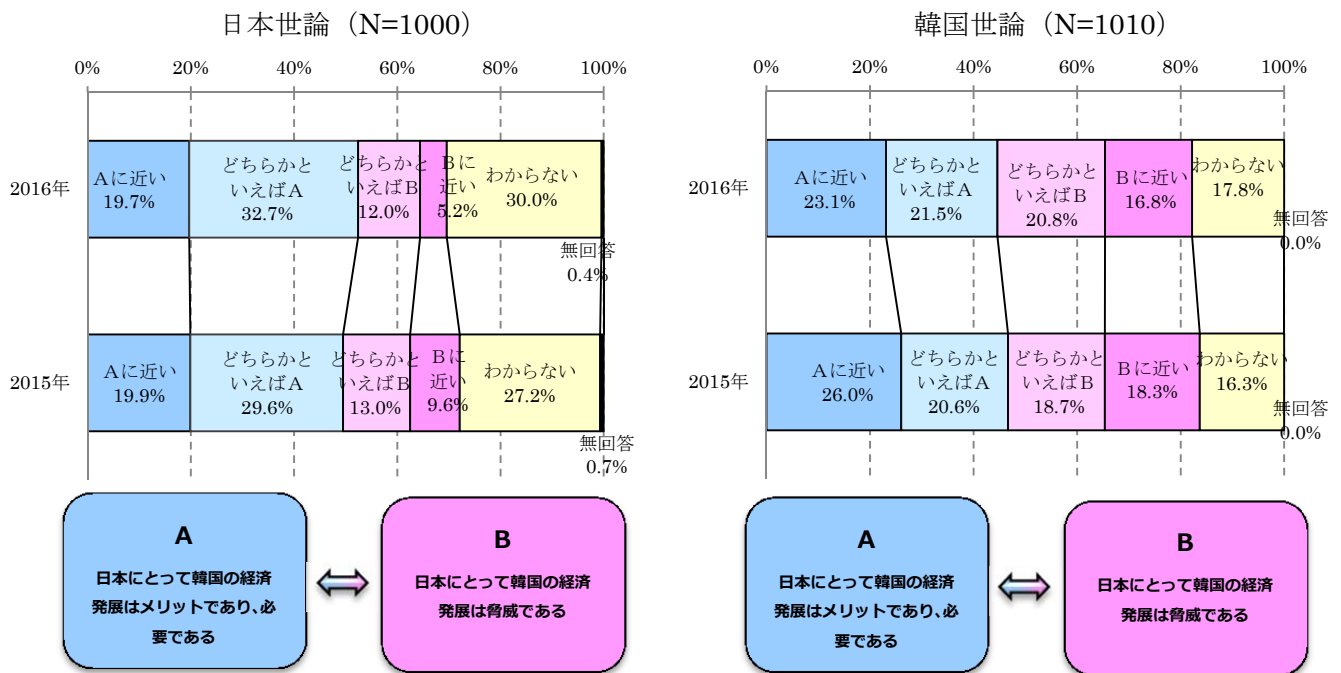 日本世論（N=1000）
0%
20%
40%
60%
80%
100%
2016年
Aに近い
19.7%
どちらかと
いえばA
32.7%
どちらかと
いえばB
12.0%
Bに
近い
5.2%
わからない
30.0%
無回答
0.4%
2015年
Aに近い
19.9%
どちらかと
いえばA
29.6%
どちらかと
いえばB
13.0%
Bに
近い
9.6%
わからない
27.2%
無回答
0.7%
A
日本にとって韓国の経済
発展はメリットであり、必
要である
B
日本にとって韓国の経済
発展は脅威である
韓国世論（N=1010）
0%
20%
40%
60%
80%
100%
2016年
Aに近い
23.1%
どちらかと
いえばA
21.5%
どちらかと
いえばB
20.8%
Bに近い
16.8%
わからない
17.8%
無回答
0.0%
2015年
Aに近い
26.0%
どちらかと
いえばA
20.6%
どちらかと
いえばB
18.7%
Bに近い
18.3%
わからない
16.3%
無回答
0.0%
A
日本にとって韓国の経済
発展はメリットであり、必
要である
B
日本にとって韓国の経済
発展は脅威である